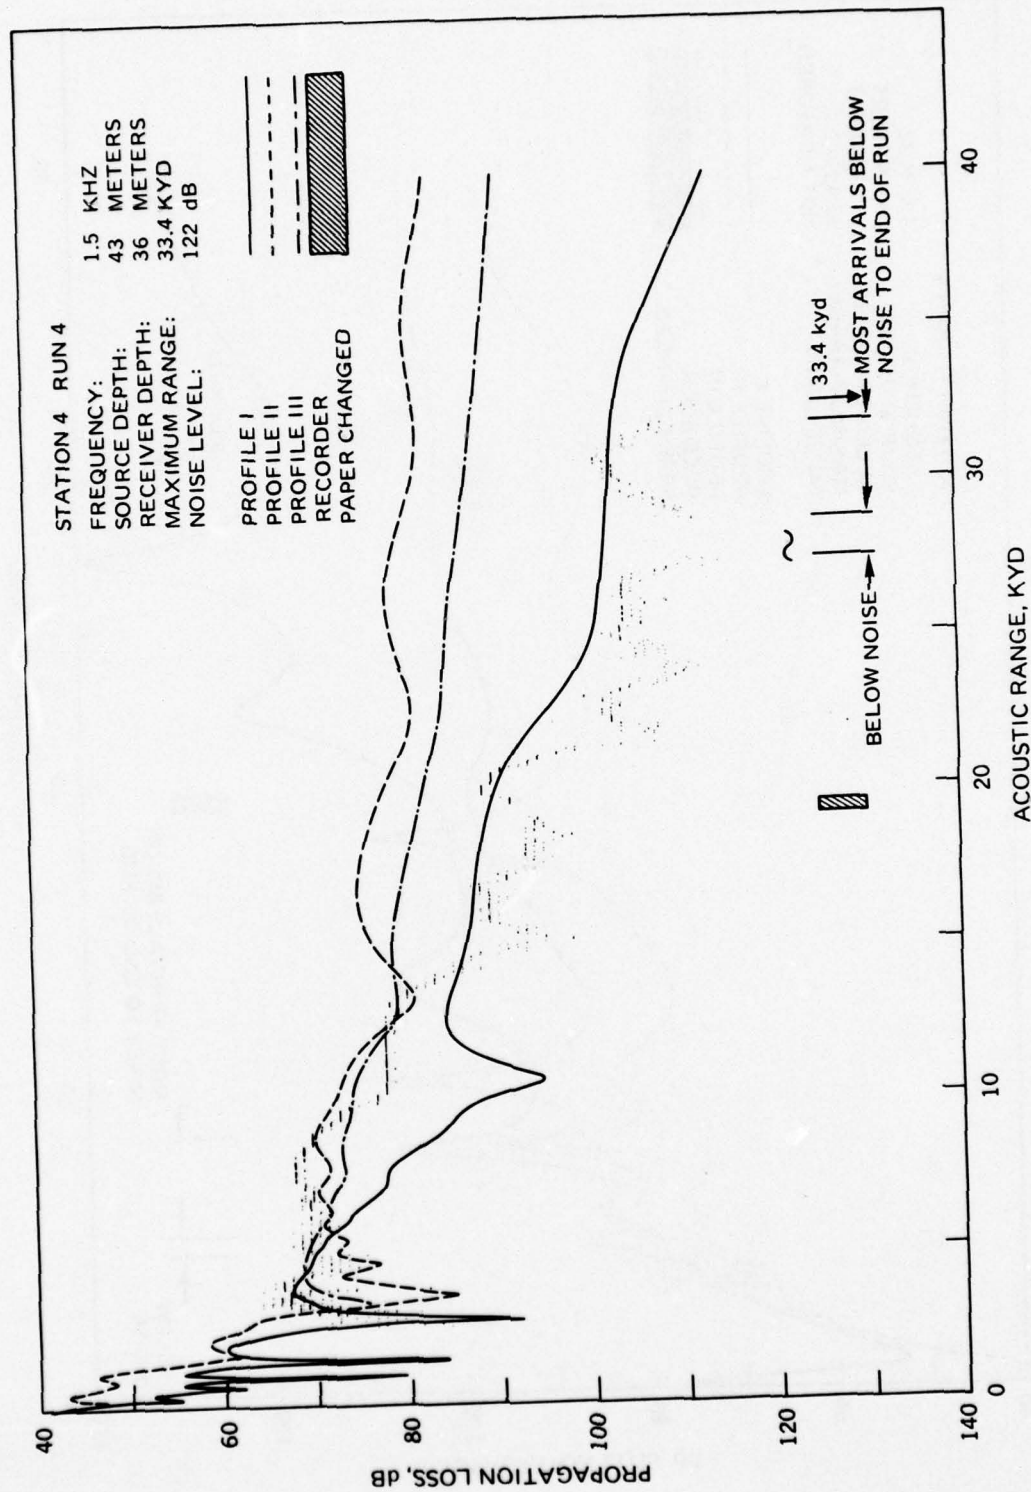 STATION 4 RUN 4
FREQUENCY: 1.5 KHZ
SOURCE DEPTH: 43 METERS
RECEIVER DEPTH: 36 METERS
MAXIMUM RANGE: 33.4 KYD
NOISE LEVEL: 122 dB
PROFILE I
PROFILE II
PROFILE III
RECORDER
PAPER CHANGED
40
60
80
100
120
140
PROPAGATION LOSS, dB
33.4 kyd
~
BELOW NOISE
MOST ARRIVALS BELOW
NOISE TO END OF RUN
0
10
20
30
40
ACOUSTIC RANGE, KYD